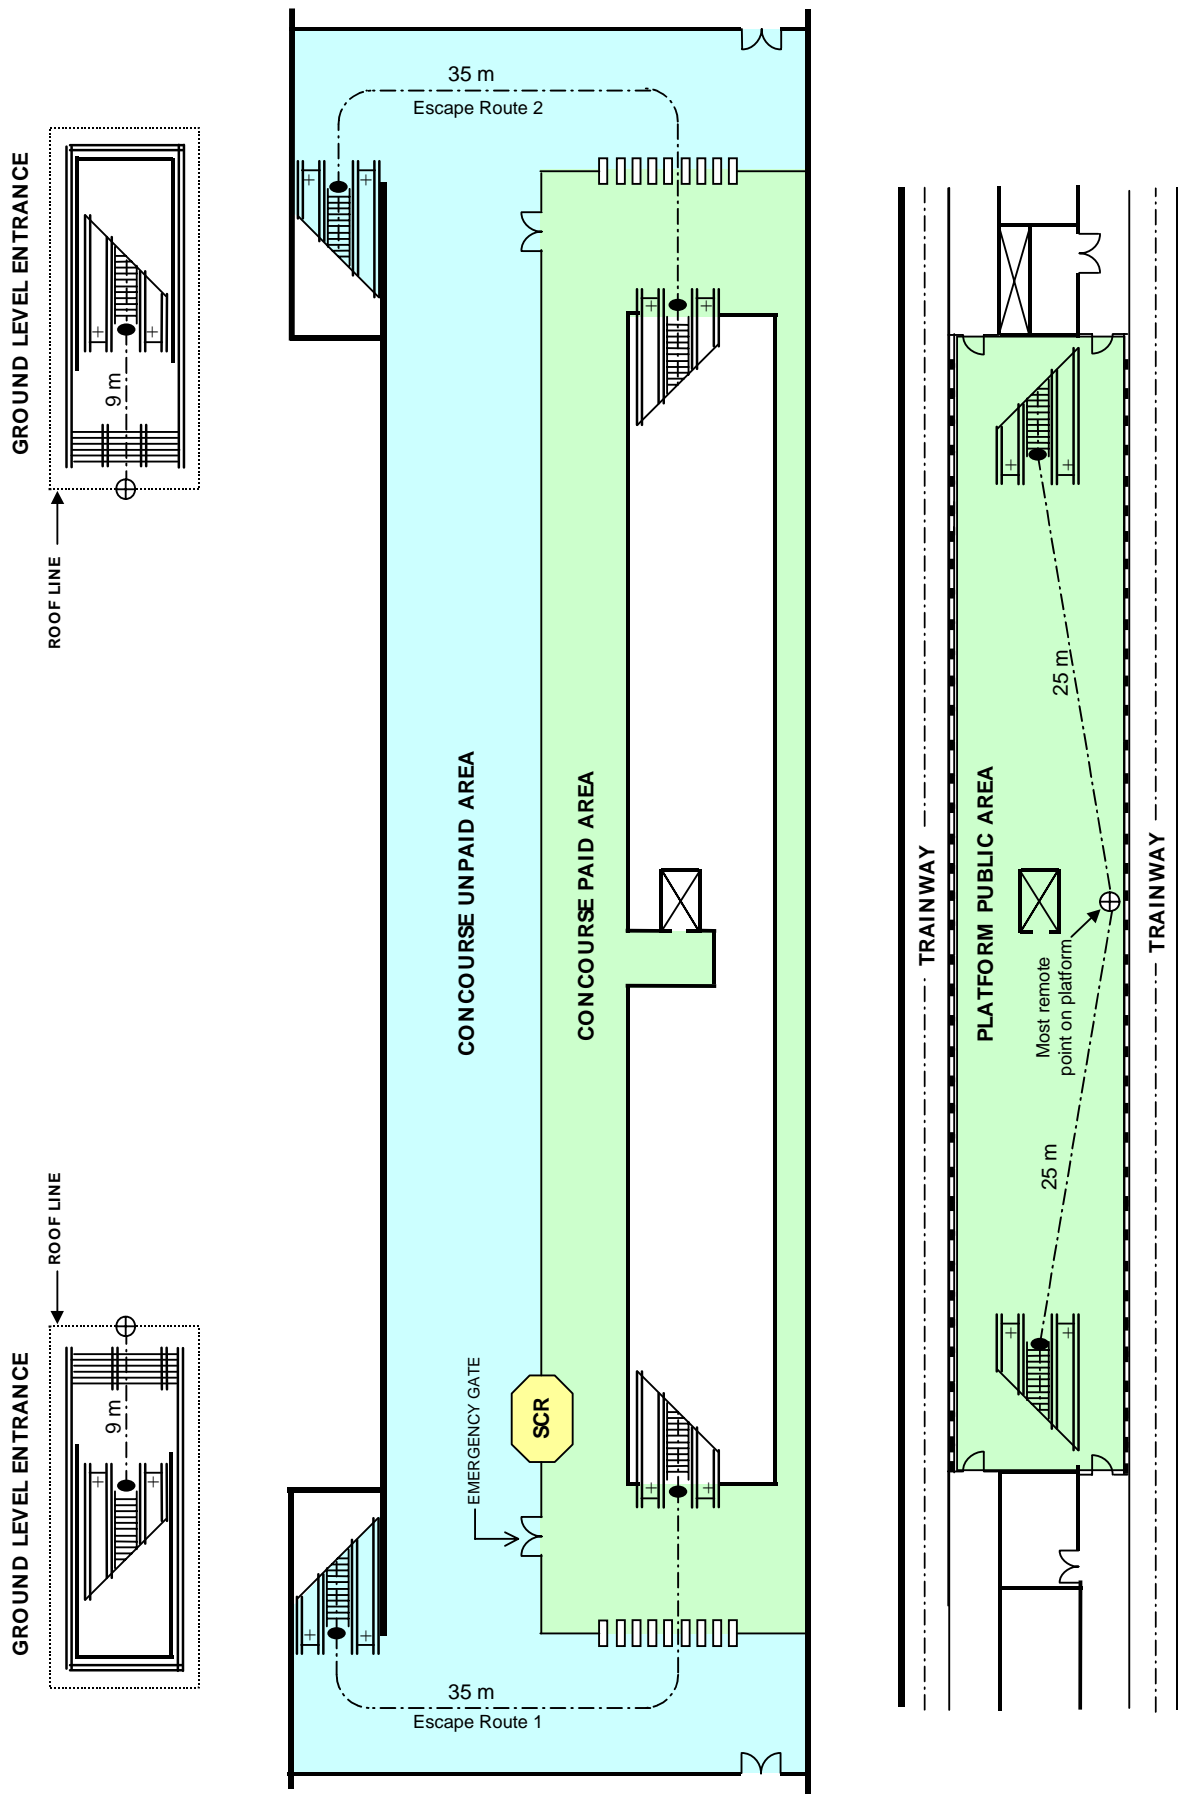 GROUND LEVEL ENTRANCE
9 m
ROOF LINE
ROOF LINE
GROUND LEVEL ENTRANCE
9 m
35 m
Escape Route 2
CONCOURSE UNPAID AREA
CONCOURSE PAID AREA
EMERGENCY GATE
SCR
35 m
Escape Route 1
TRAINWAY
PLATFORM PUBLIC AREA
25 m
Most remote
point on platform
25 m
TRAINWAY